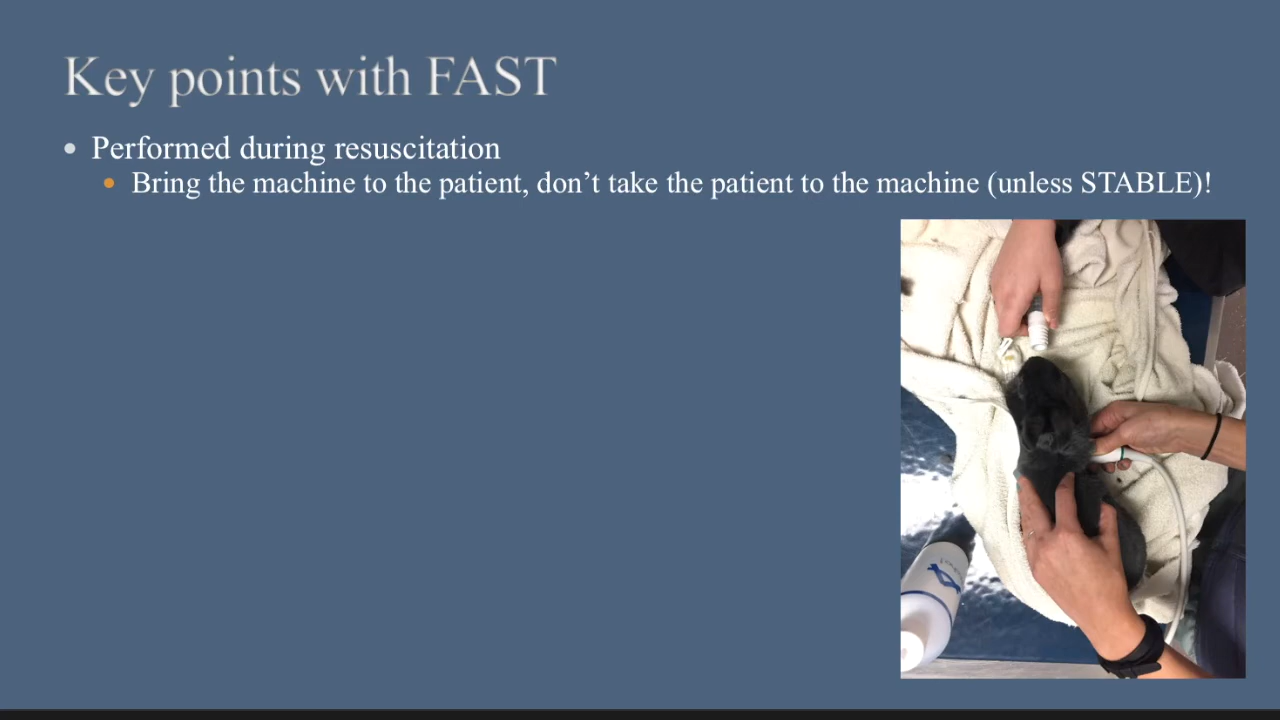 Key points with FAST
Performed during resuscitation
Bring the machine to the patient, don’t take the patient to the machine (unless STABLE)!